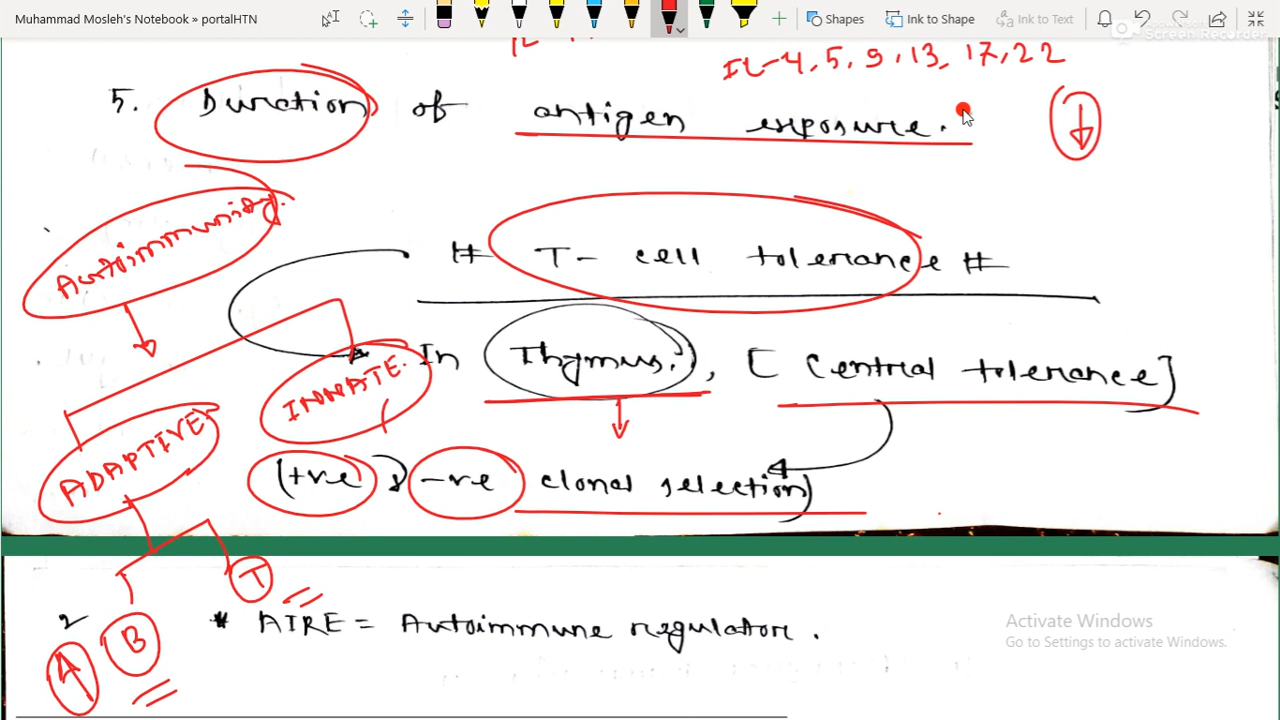 Muhammad Mosleh's Notebook » portalHTN
Shapes Ink to Shape Ink to Text
Screen Recorder
IL-4, 5, 9, 13, 17, 22
5. Duration of antigen exposure.
Autoimmunity.
# T-cell tolerance #
In Thymus, [Central tolerance]
INNATE.
ADAPTIVE
(+ve & -ve clonal selection)
T
2 * AIRE = Autoimmune regulator.
B
A
Activate Windows
Go to Settings to activate Windows.